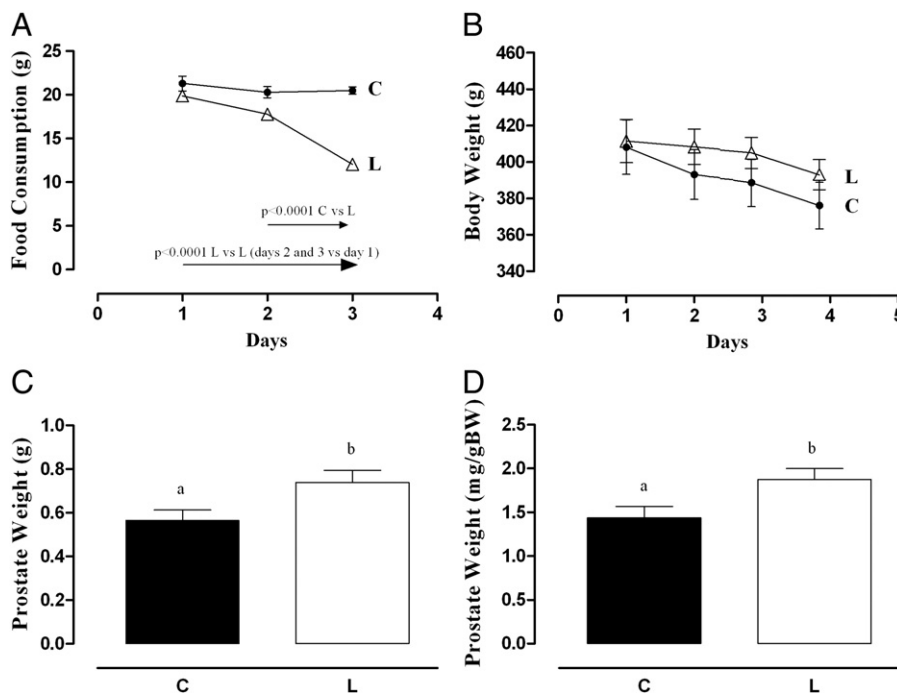 A
Food Consumption (g)
25
20
15
10
5
0
C
L
p<0.0001 C vs L
p<0.0001 L vs L (days 2 and 3 vs day 1)
0 1 2 3 4
Days
B
Body Weight (g)
460
440
420
400
380
360
340
L
C
0 1 2 3 4 5
Days
C
Prostate Weight (g)
1.0
0.8
0.6
0.4
0.2
0.0
a
b
C L
D
Prostate Weight (mg/gBW)
2.5
2.0
1.5
1.0
0.5
0.0
a
b
C L